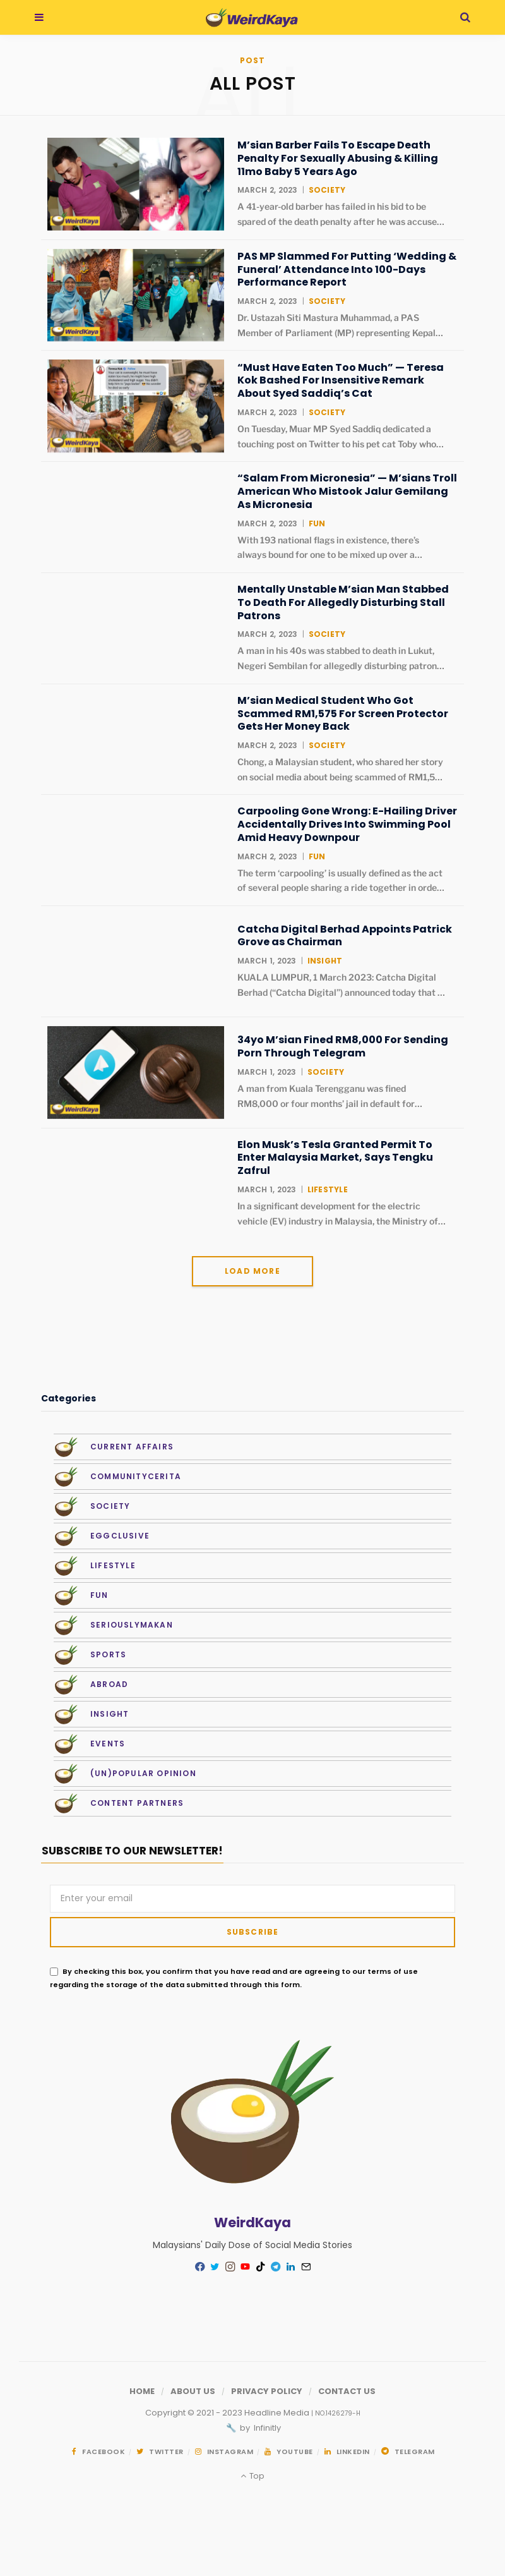 WeirdKaya
POST
ALL POST
M'sian Barber Fails To Escape Death
Penalty For Sexually Abusing & Killing
11mo Baby 5 Years Ago
MARCH 2, 2023 | SOCIETY
A 41-year-old barber has failed in his bid to be
spared of the death penalty after he was accuse...
WeirdKaya
PAS MP Slammed For Putting ‘Wedding &
Funeral’ Attendance Into 100-Days
Performance Report
MARCH 2, 2023 | SOCIETY
Dr. Ustazah Siti Mastura Muhammad, a PAS
Member of Parliament (MP) representing Kepal...
WeirdKaya
“Must Have Eaten Too Much” — Teresa
Kok Bashed For Insensitive Remark
About Syed Saddiq’s Cat
MARCH 2, 2023 | SOCIETY
On Tuesday, Muar MP Syed Saddiq dedicated a
touching post on Twitter to his pet cat Toby who...
WeirdKaya
“Salam From Micronesia” — M’sians Troll
American Who Mistook Jalur Gemilang
As Micronesia
MARCH 2, 2023 | FUN
With 193 national flags in existence, there’s
always bound for one to be mixed up over a...
Mentally Unstable M’sian Man Stabbed
To Death For Allegedly Disturbing Stall
Patrons
MARCH 2, 2023 | SOCIETY
A man in his 40s was stabbed to death in Lukut,
Negeri Sembilan for allegedly disturbing patron...
M’sian Medical Student Who Got
Scammed RM1,575 For Screen Protector
Gets Her Money Back
MARCH 2, 2023 | SOCIETY
Chong, a Malaysian student, who shared her story
on social media about being scammed of RM1,5...
Carpooling Gone Wrong: E-Hailing Driver
Accidentally Drives Into Swimming Pool
Amid Heavy Downpour
MARCH 2, 2023 | FUN
The term ‘carpooling’ is usually defined as the act
of several people sharing a ride together in orde...
Catcha Digital Berhad Appoints Patrick
Grove as Chairman
MARCH 1, 2023 | INSIGHT
KUALA LUMPUR, 1 March 2023: Catcha Digital
Berhad (“Catcha Digital”) announced today that ...
34yo M’sian Fined RM8,000 For Sending
Porn Through Telegram
MARCH 1, 2023 | SOCIETY
A man from Kuala Terengganu was fined
RM8,000 or four months’ jail in default for...
WeirdKaya
Elon Musk’s Tesla Granted Permit To
Enter Malaysia Market, Says Tengku
Zafrul
MARCH 1, 2023 | LIFESTYLE
In a significant development for the electric
vehicle (EV) industry in Malaysia, the Ministry of...
LOAD MORE
Categories
CURRENT AFFAIRS
COMMUNITYCERITA
SOCIETY
EGGCLUSIVE
LIFESTYLE
FUN
SERIOUSLYMAKAN
SPORTS
ABROAD
INSIGHT
EVENTS
(UN)POPULAR OPINION
CONTENT PARTNERS
SUBSCRIBE TO OUR NEWSLETTER!
Enter your email
SUBSCRIBE
By checking this box, you confirm that you have read and are agreeing to our terms of use
regarding the storage of the data submitted through this form.
WeirdKaya
Malaysians' Daily Dose of Social Media Stories
HOME / ABOUT US / PRIVACY POLICY / CONTACT US
Copyright © 2021 - 2023 Headline Media | NO.1426279-H
by Infinitly
FACEBOOK / TWITTER / INSTAGRAM / YOUTUBE / LINKEDIN / TELEGRAM
Top